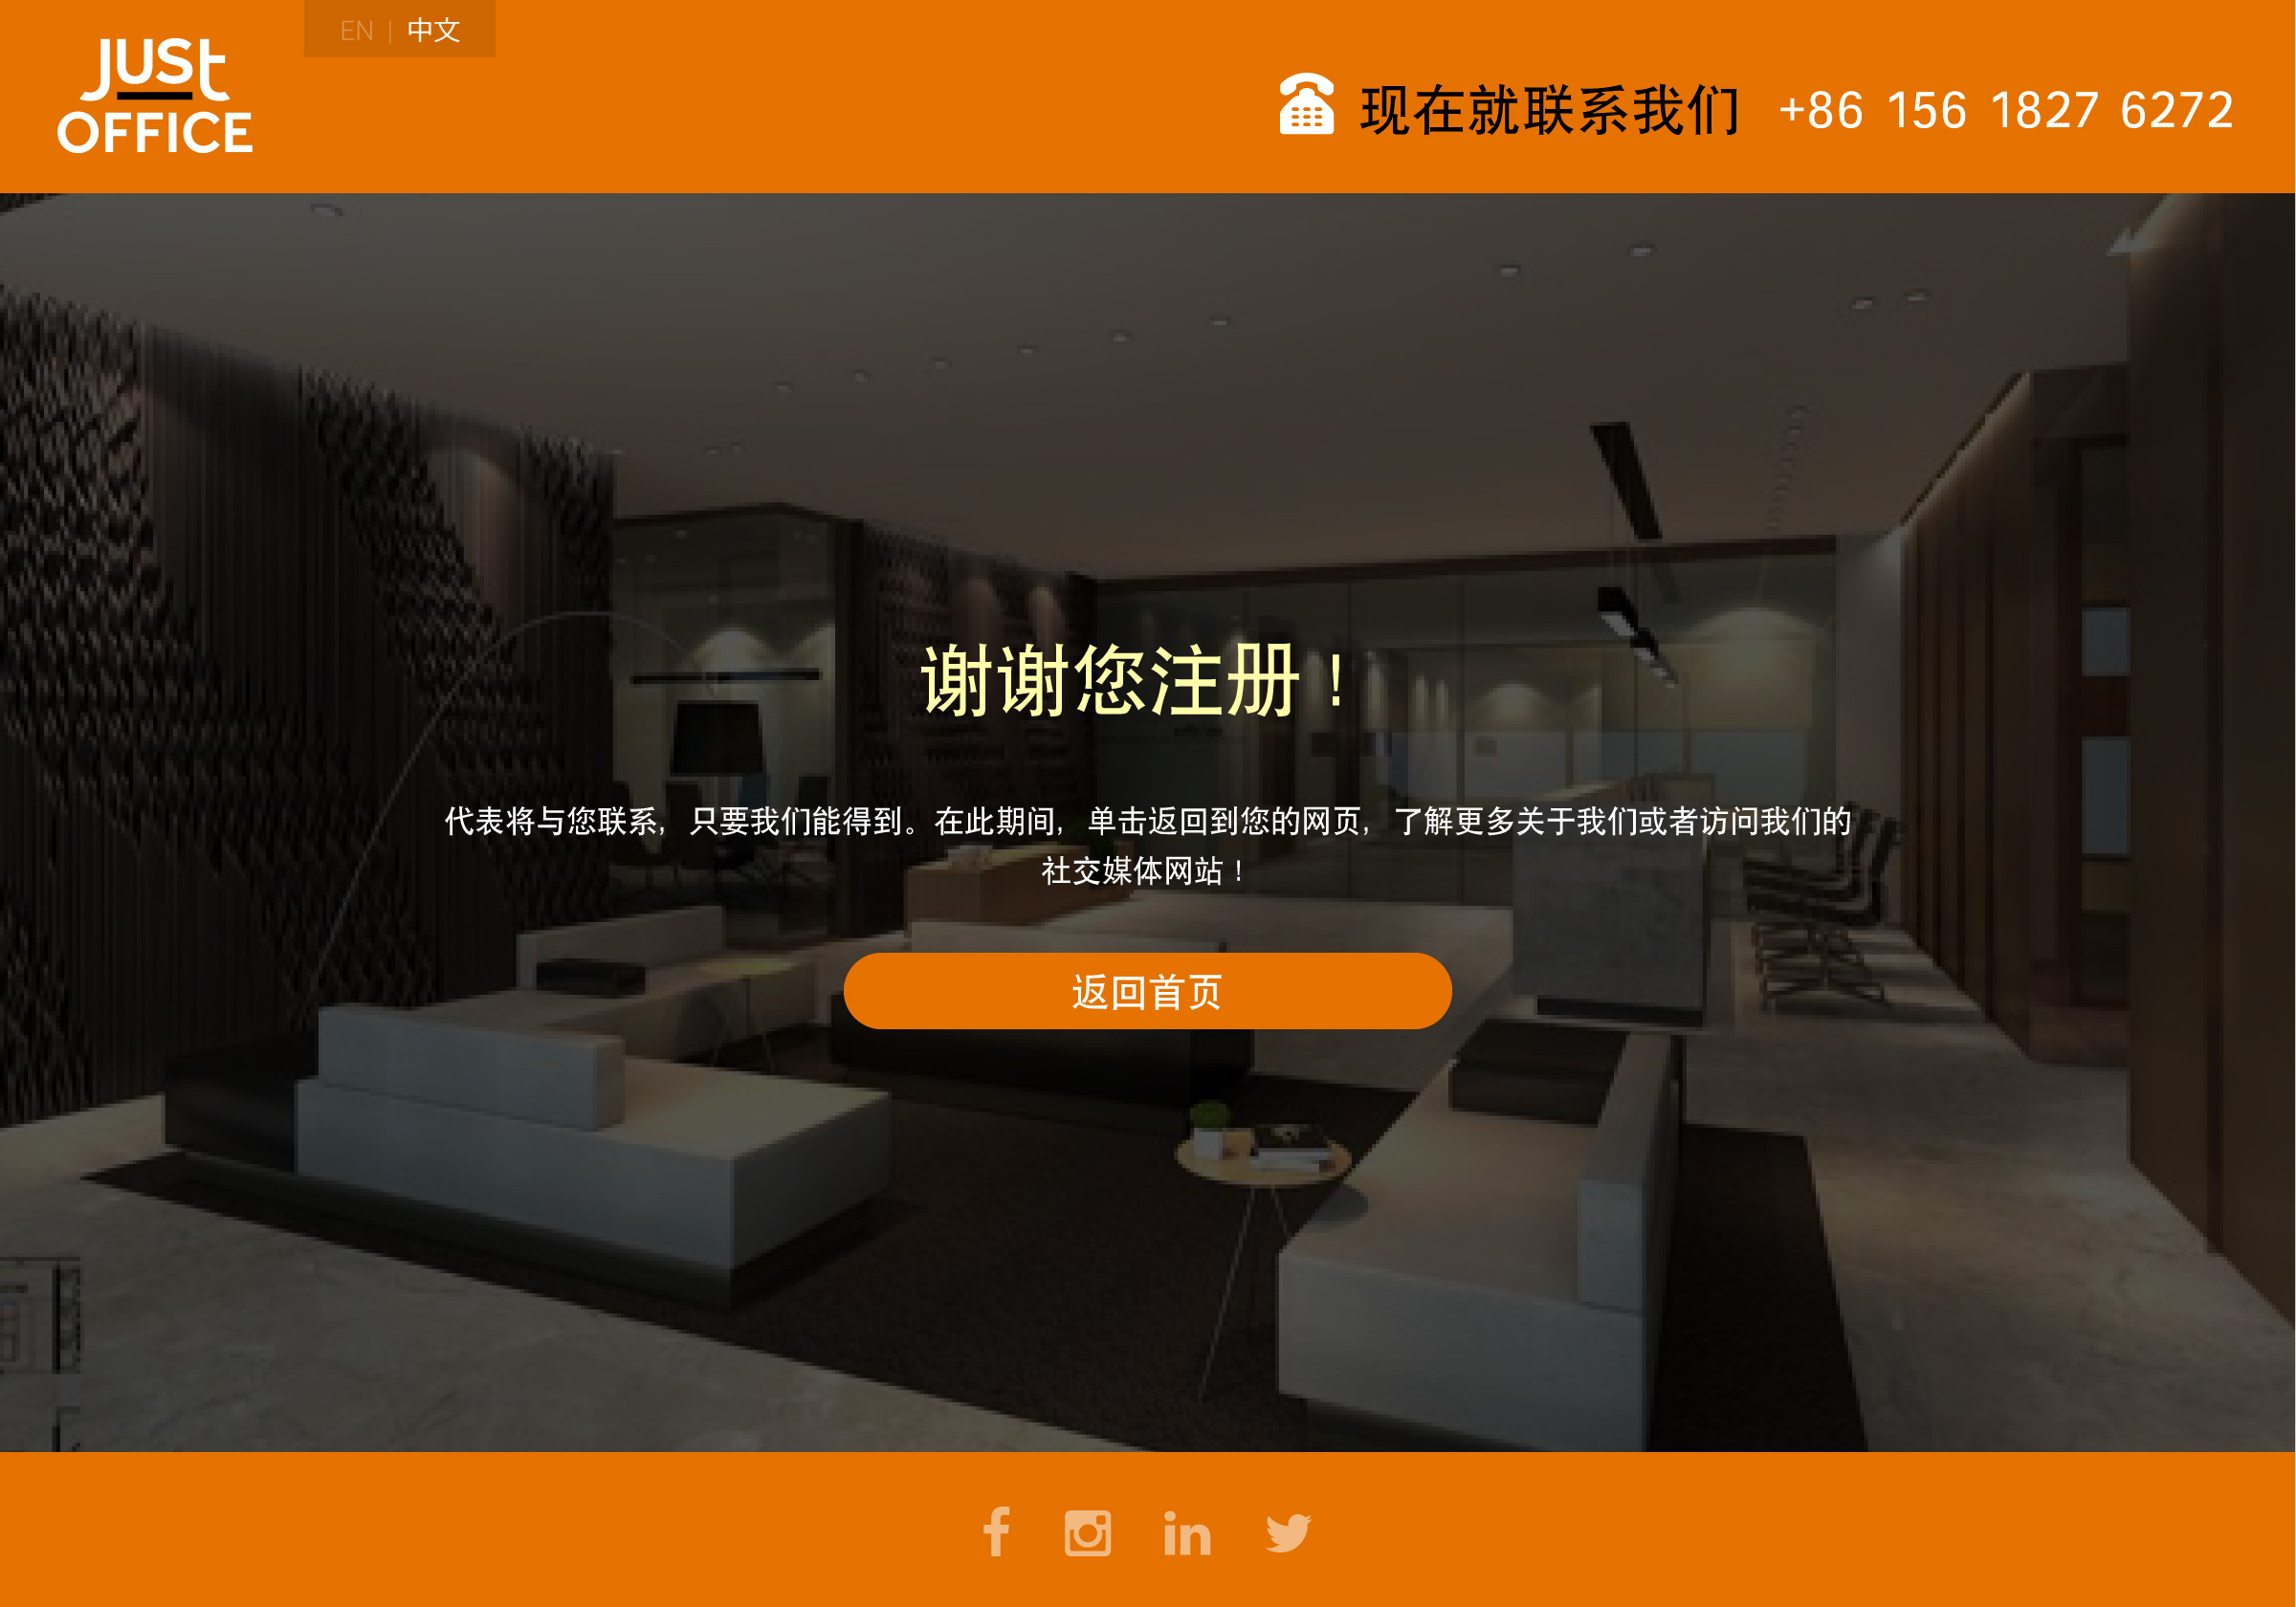 EN | 中文
JUST
OFFICE
现在就联系我们 +86 156 1827 6272
谢谢您注册！
代表将与您联系，只要我们能得到。在此期间，单击返回到您的网页，了解更多关于我们或者访问我们的
社交媒体网站！
返回首页